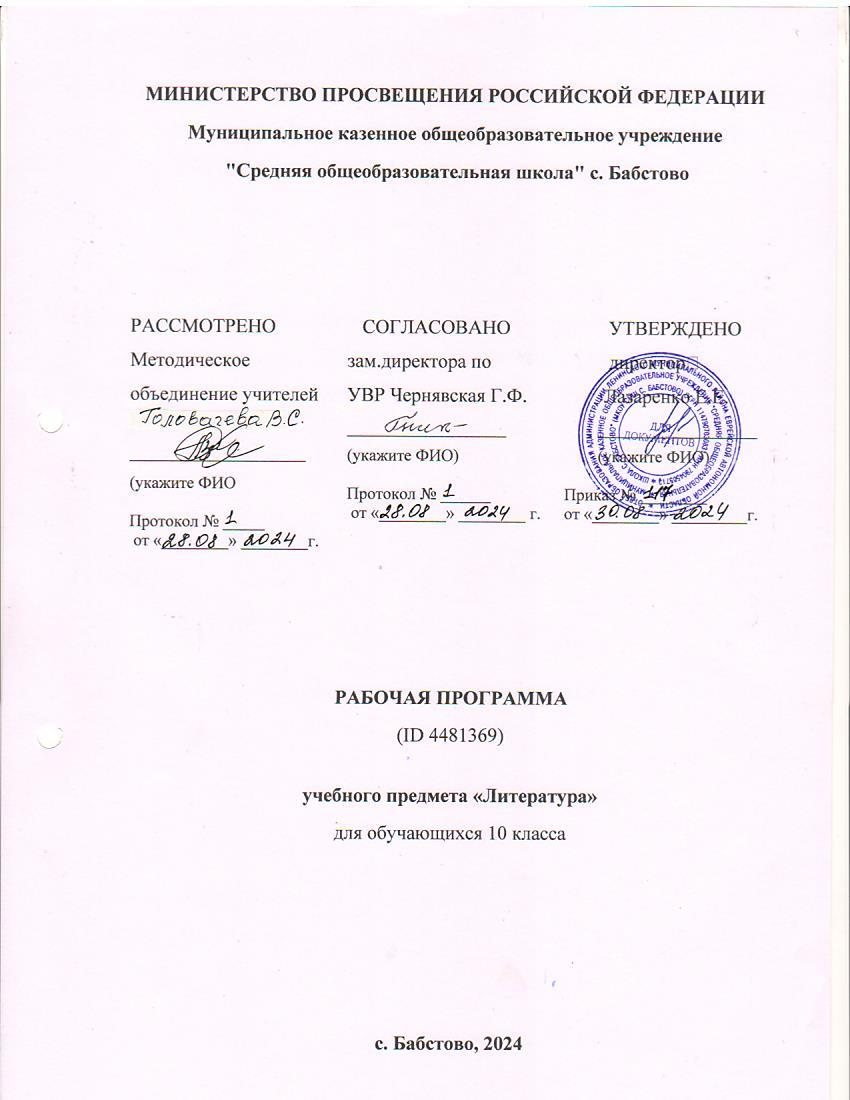 МИНИСТЕРСТВО ПРОСВЕЩЕНИЯ РОССИЙСКОЙ ФЕДЕРАЦИИ
Муниципальное казенное общеобразовательное учреждение
"Средняя общеобразовательная школа" с. Бабстово
РАССМОТРЕНО
Методическое
объединение учителей
Головачева В.С.
(укажите ФИО
Протокол № 1
от «28.08» 2024 г.
СОГЛАСОВАНО
зам.директора по
УВР Чернявская Г.Ф.
(укажите ФИО)
Протокол № 1
от «28.08» 2024 г.
УТВЕРЖДЕНО
директор
Лазаренко
ДЛЯ
ДОКУМЕНТОВ
(укажите ФИО)
Приказ № 117
от «30.08» 2024 г.
РАБОЧАЯ ПРОГРАММА
(ID 4481369)
учебного предмета «Литература»
для обучающихся 10 класса
с. Бабстово, 2024